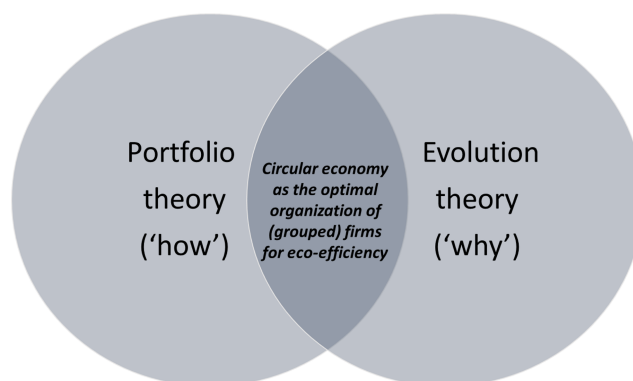 Portfolio
theory
(‘how’)
Circular economy
as the optimal
organization of
(grouped) firms
for eco-efficiency
Evolution
theory
(‘why’)